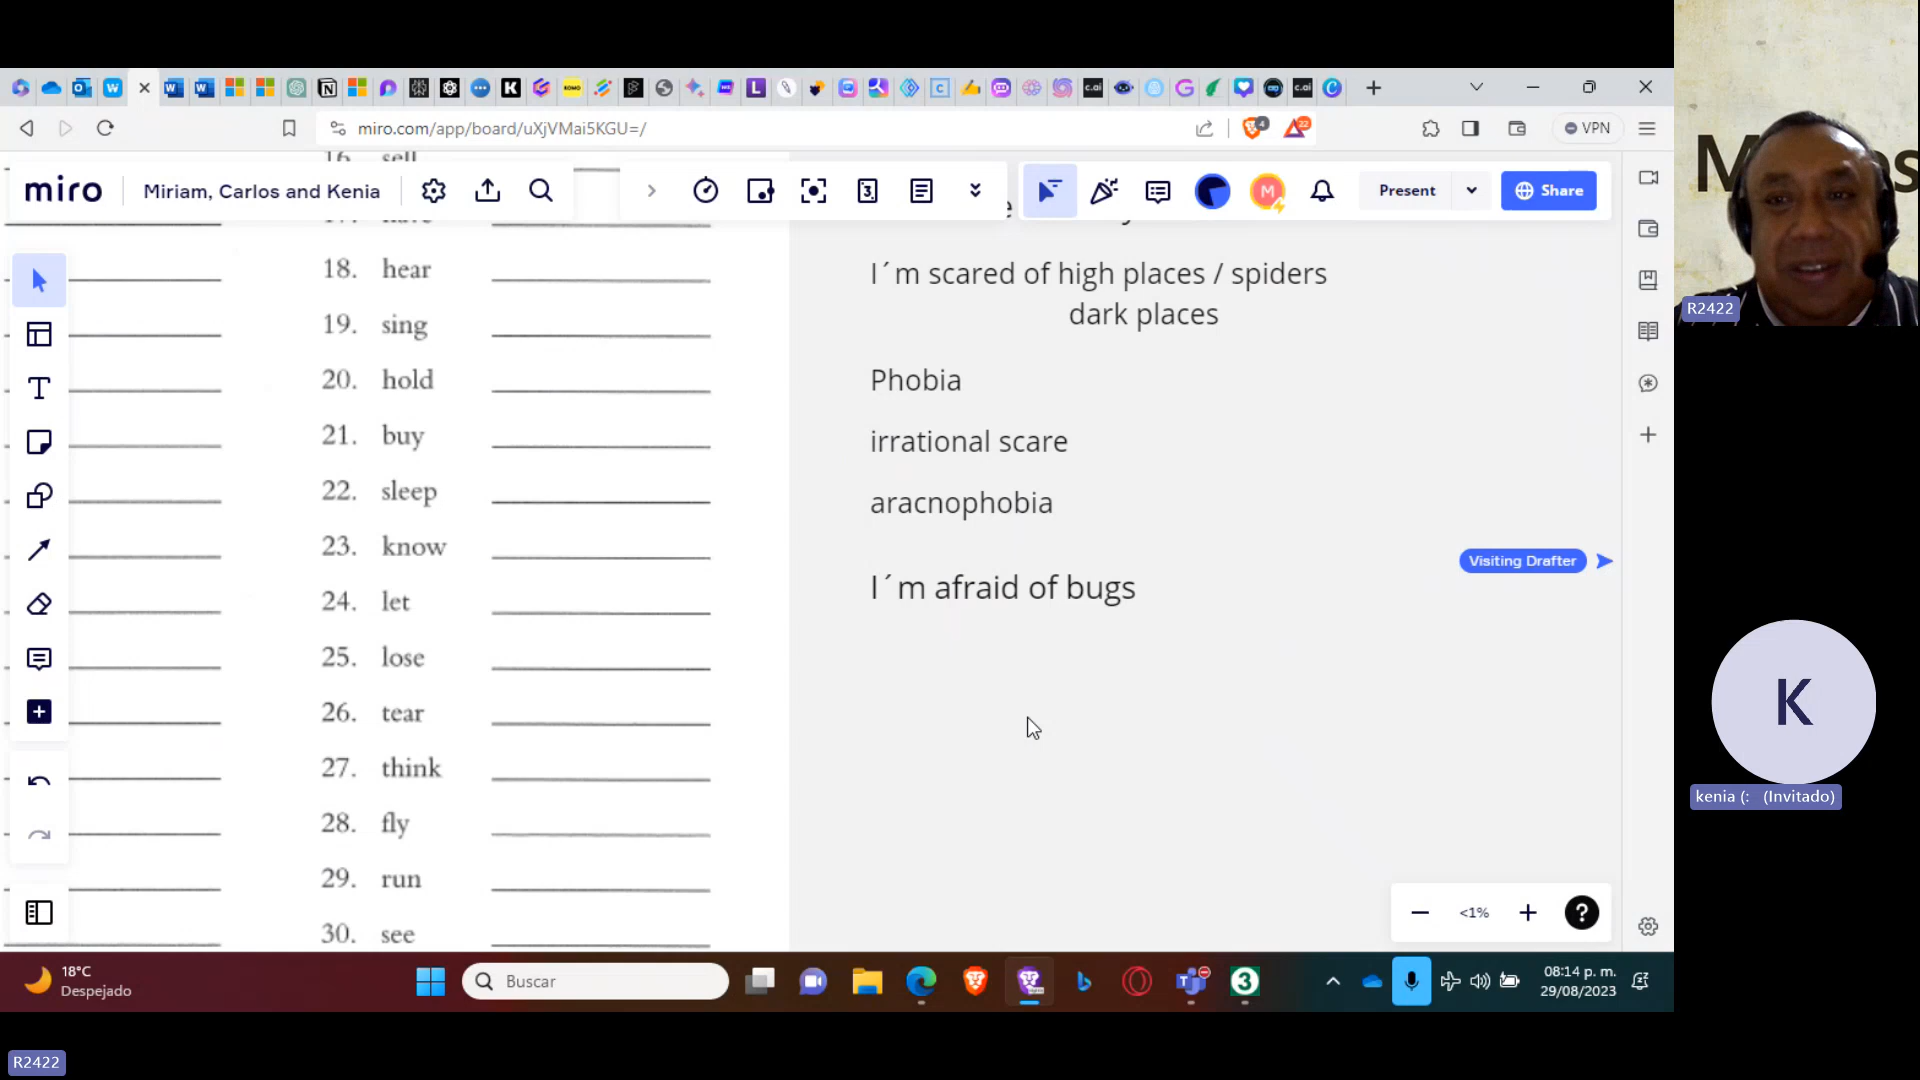 miro.com/app/board/uXjVMai5KGU=/
VPN
miro
Miriam, Carlos and Kenia
Present
Share
16. sell
18. hear
19. sing
20. hold
21. buy
22. sleep
23. know
24. let
25. lose
26. tear
27. think
28. fly
29. run
30. see
I´m scared of high places / spiders
dark places
Phobia
irrational scare
aracnophobia
I´m afraid of bugs
Visiting Drafter
<1%
R2422
K
kenia (: (Invitado)
18°C
Despejado
Buscar
08:14 p. m.
29/08/2023
R2422